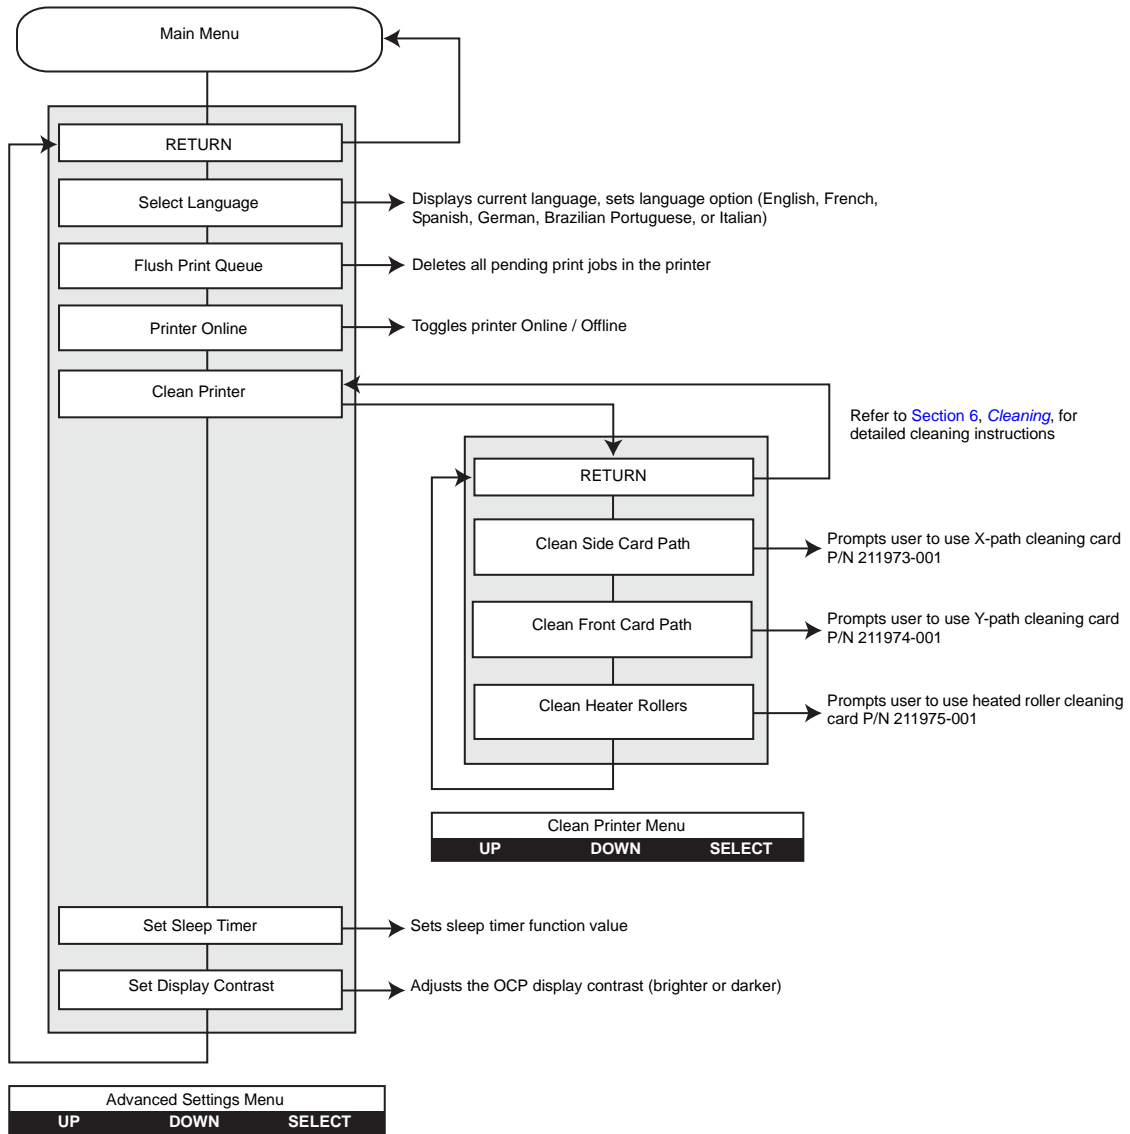 Main Menu
RETURN
Select Language
Displays current language, sets language option (English, French,
Spanish, German, Brazilian Portuguese, or Italian)
Flush Print Queue
Deletes all pending print jobs in the printer
Printer Online
Toggles printer Online / Offline
Clean Printer
Refer to Section 6, Cleaning, for
detailed cleaning instructions
RETURN
Clean Side Card Path
Prompts user to use X-path cleaning card
P/N 211973-001
Clean Front Card Path
Prompts user to use Y-path cleaning card
P/N 211974-001
Clean Heater Rollers
Prompts user to use heated roller cleaning
card P/N 211975-001
Clean Printer Menu
UP DOWN SELECT
Set Sleep Timer
Sets sleep timer function value
Set Display Contrast
Adjusts the OCP display contrast (brighter or darker)
Advanced Settings Menu
UP DOWN SELECT